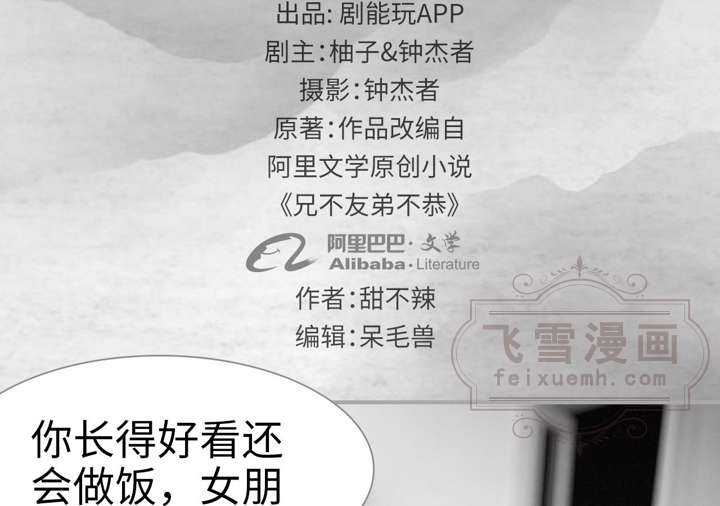 出品: 剧能玩APP
剧主:柚子&钟杰者
摄影:钟杰者
原著:作品改编自
阿里文学原创小说
《兄不友弟不恭》
阿里巴巴·文学
Alibaba·Literature
作者:甜不辣
编辑:呆毛兽
飞雪漫画
feixuemh.com
你长得好看还
会做饭，女朋